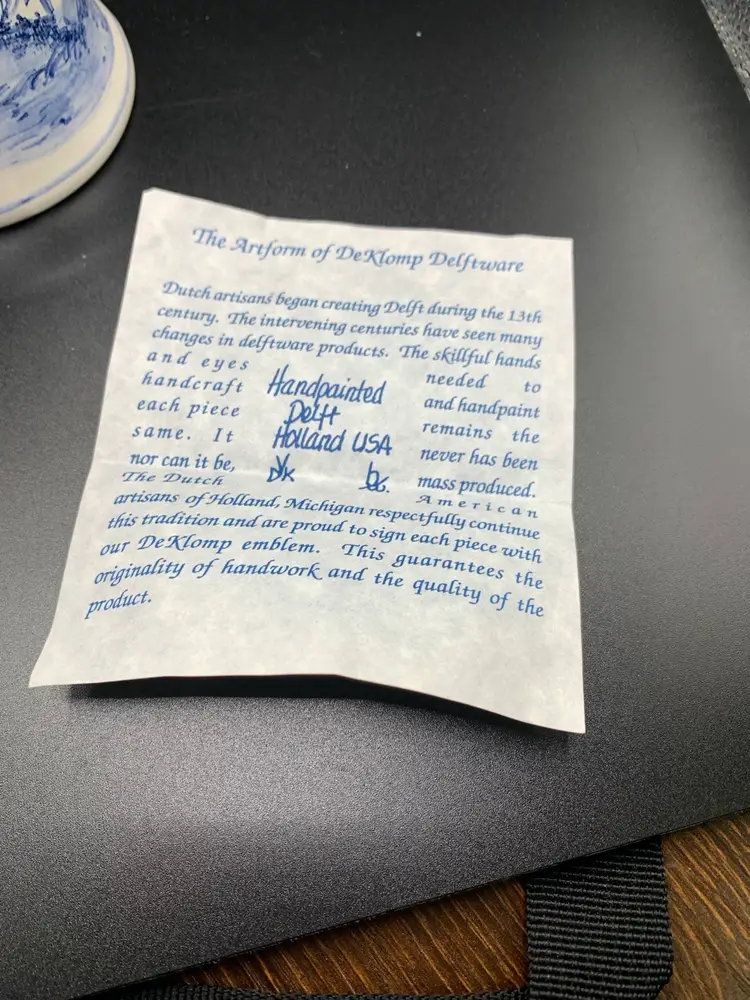 The Artform of DeKlomp Delftware
Dutch artisans began creating Delft during the 13th
century. The intervening centuries have seen many
changes in delftware products. The skillful hands
and eyes needed to
handcraft and handpaint
each piece remains the
same. It never has been
nor can it be, mass produced.
Handpainted
Delft
Holland USA
The Dutch American
artisans of Holland, Michigan respectfully continue
this tradition and are proud to sign each piece with
our DeKlomp emblem. This guarantees the
originality of handwork and the quality of the
product.